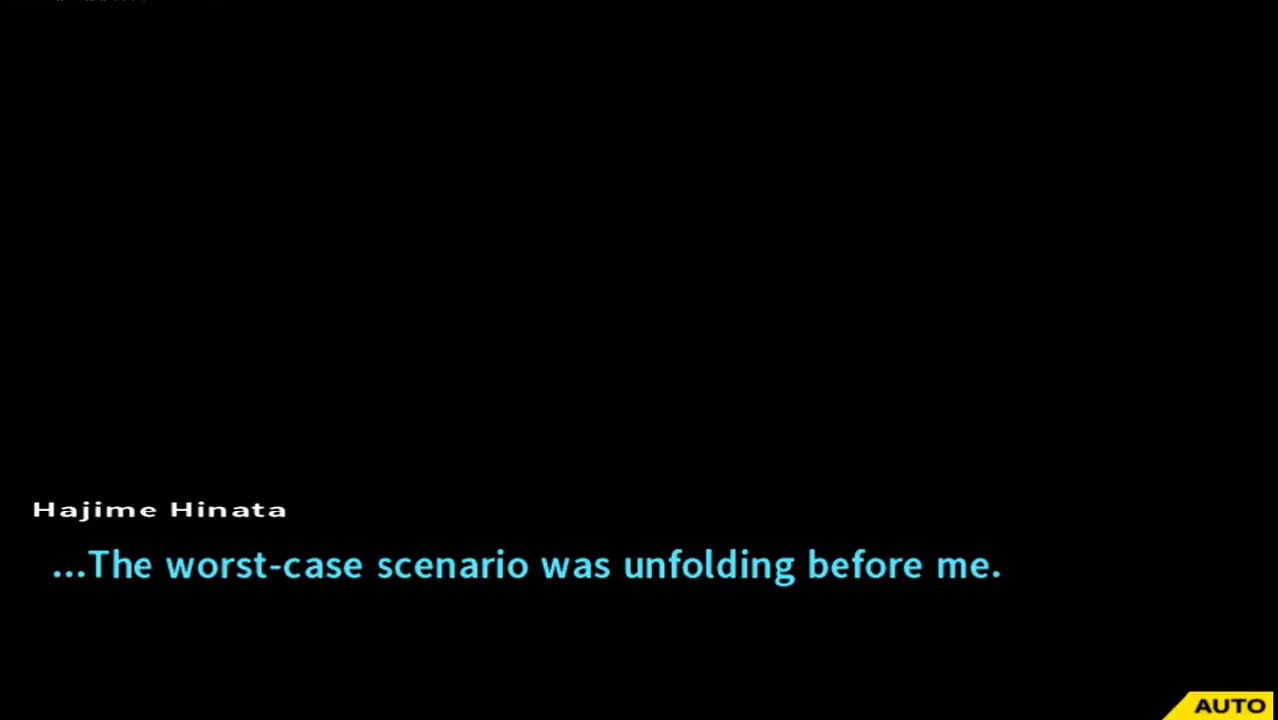 Hajime Hinata
...The worst-case scenario was unfolding before me.
AUTO